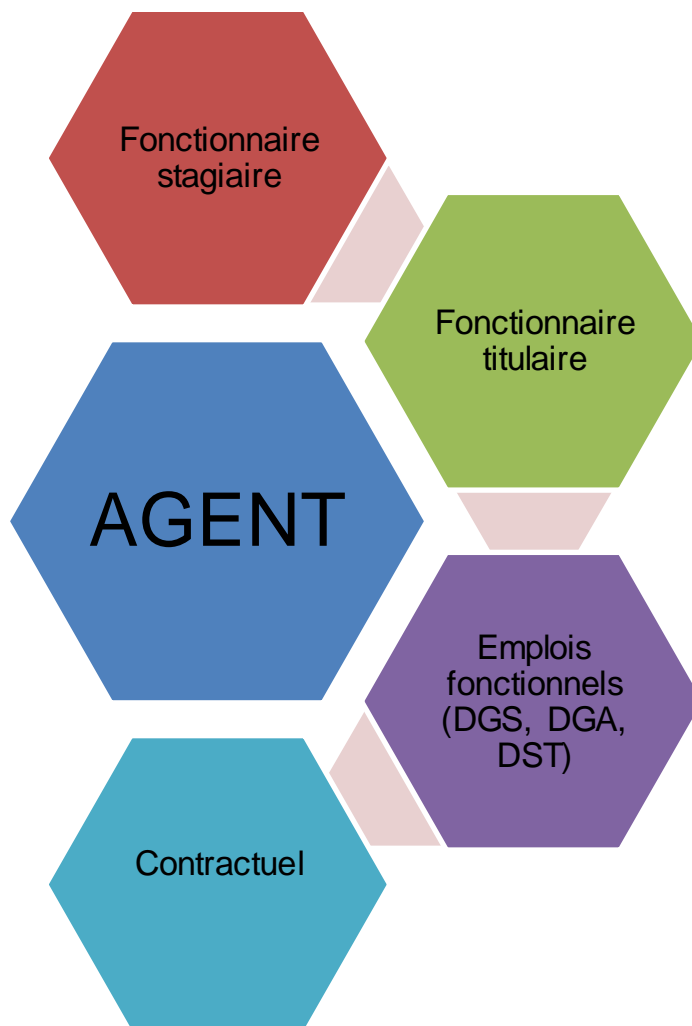 Fonctionnaire
stagiaire
Fonctionnaire
titulaire
AGENT
Emplois
fonctionnels
(DGS, DGA,
DST)
Contractuel